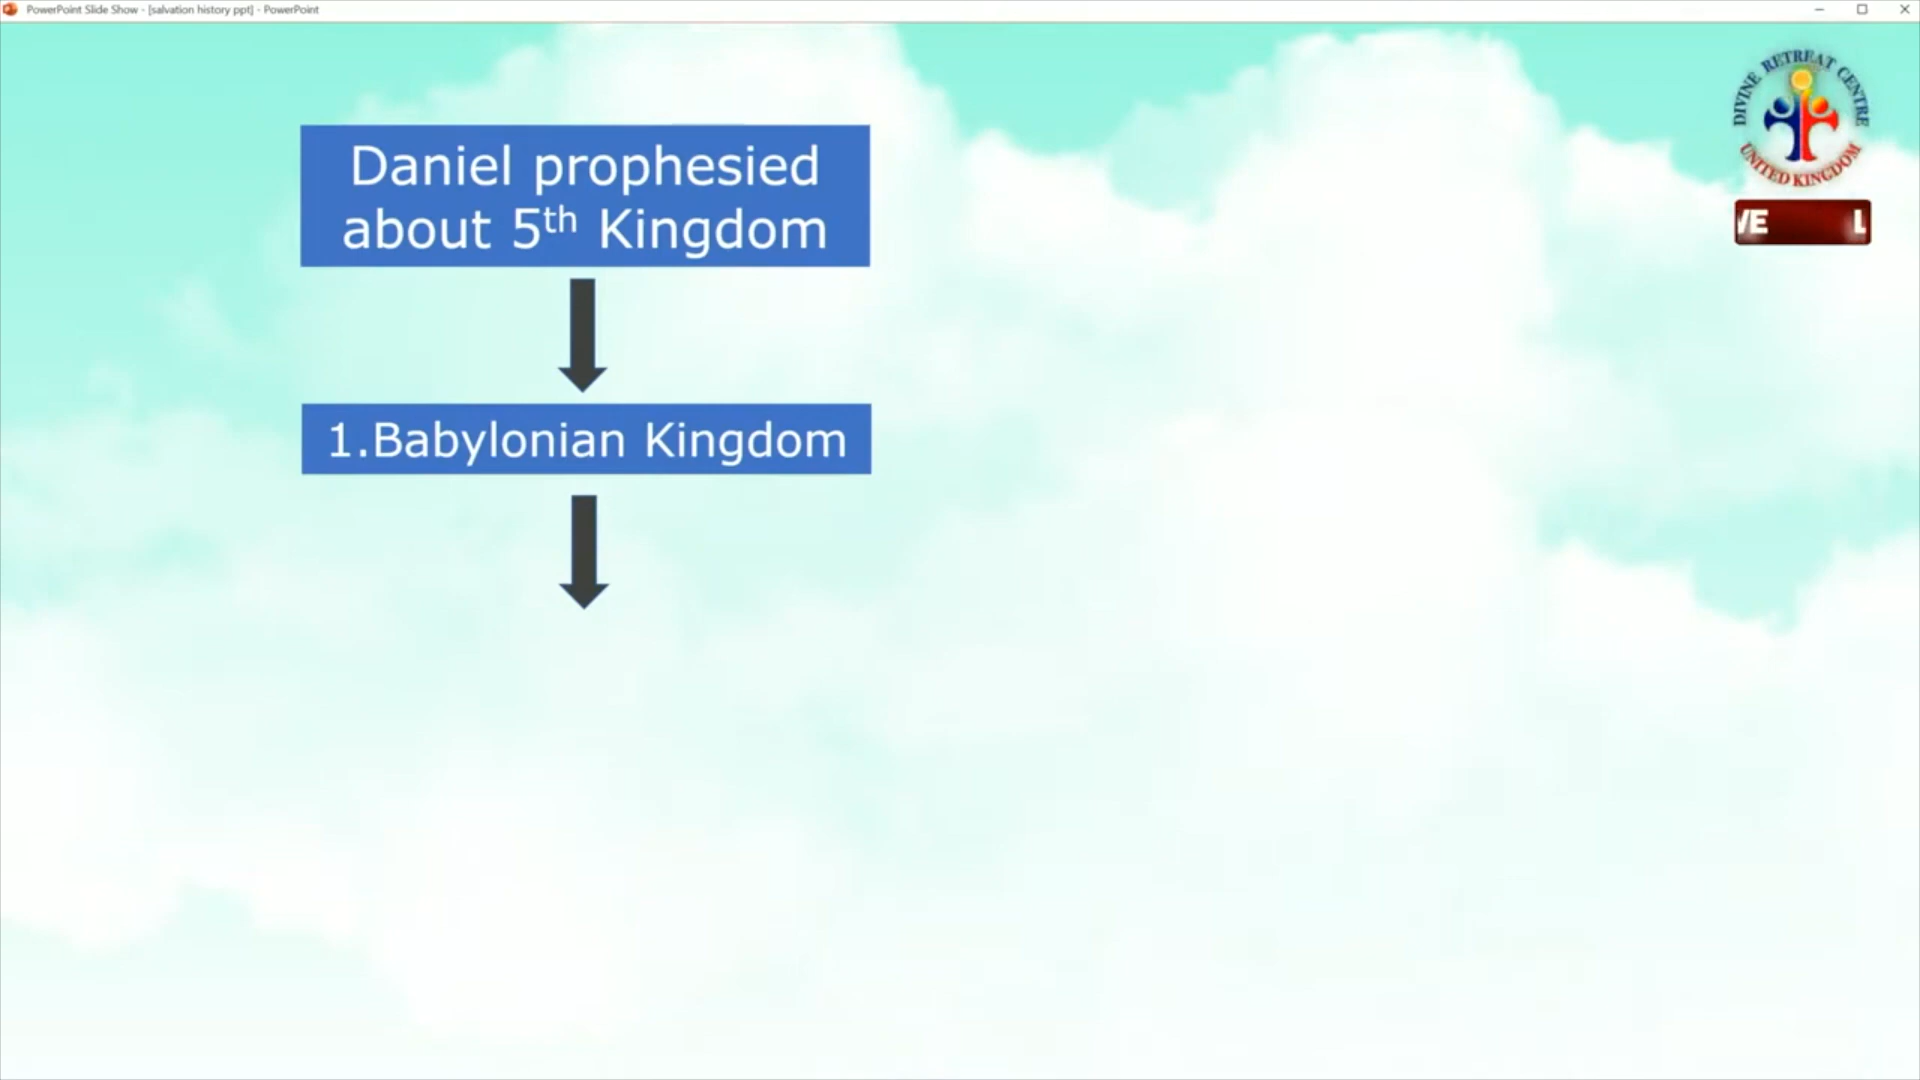 PowerPoint Slide Show - [salvation history ppt] - PowerPoint
DIVINE RETREAT CENTRE
UNITED KINGDOM
VE L
Daniel prophesied
about 5th Kingdom
1.Babylonian Kingdom